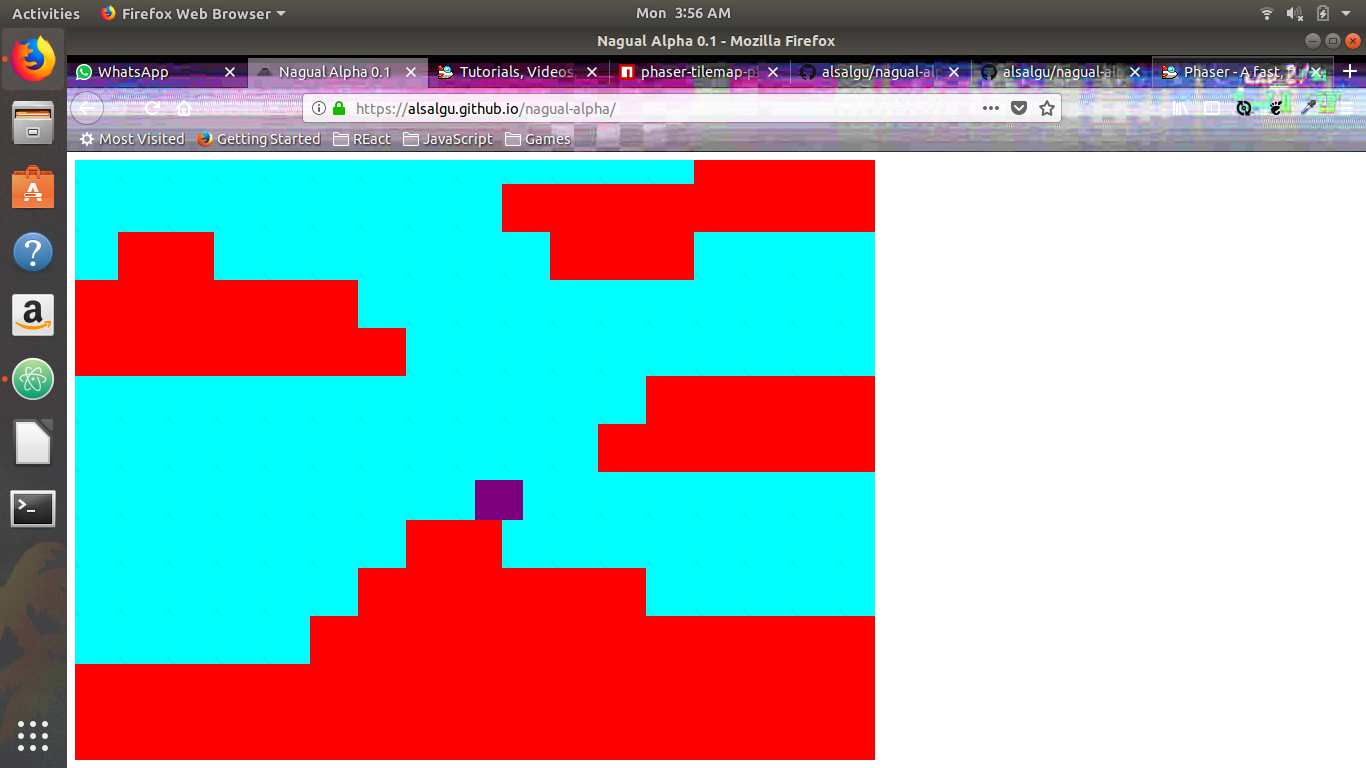 Activities Firefox Web Browser Mon 3:56 AM
Nagual Alpha 0.1 - Mozilla Firefox
WhatsApp Nagual Alpha 0.1 Tutorials, Videos phaser-tilemap-p alsalgu/nagual-al alsalgu/nagual-al Phaser - A fast,
https://alsalgu.github.io/nagual-alpha/
Most Visited Getting Started REact JavaScript Games